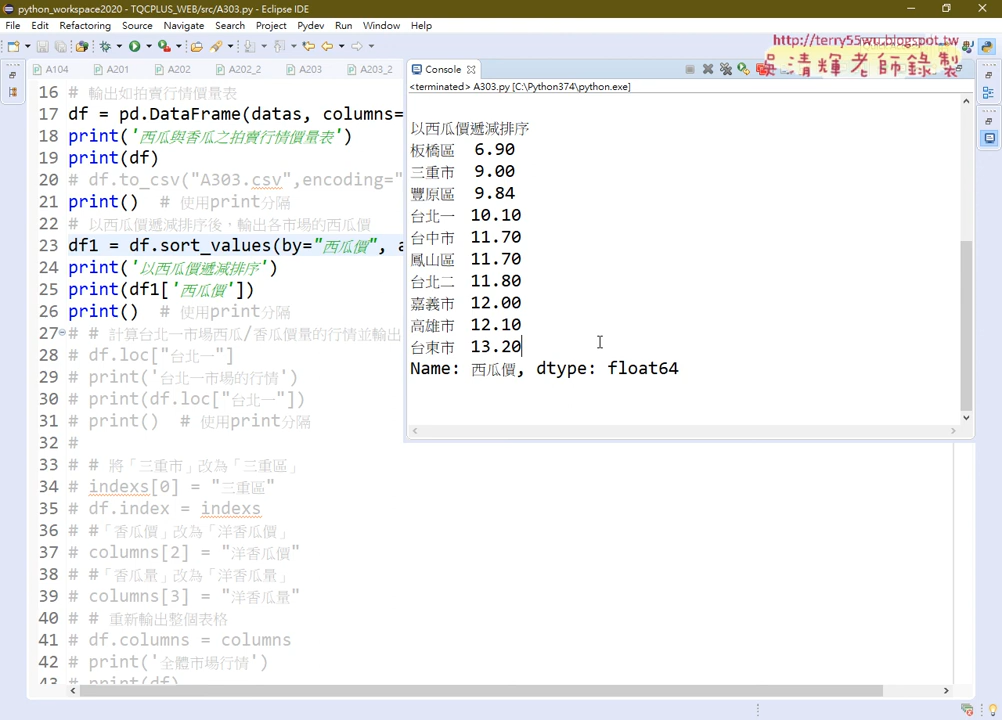 python_workspace2020 - TQCPLUS_WEB/src/A303.py - Eclipse IDE
File Edit Refactoring Source Navigate Search Project Pydev Run Window Help
http://terry55wu.blogspot.tw
吳清輝老師錄製
A104 A201 A202 A202_2 A203 A203_2 Console
<terminated> A303.py [C:\Python374\python.exe]
16 # 輸出如拍賣行情價量表
17 df = pd.DataFrame(datas, columns=
18 print('西瓜與香瓜之拍賣行情價量表')
19 print(df)
20 # df.to_csv("A303.csv",encoding="
21 print()  # 使用print分隔
22 # 以西瓜價遞減排序後，輸出各市場的西瓜價
23 df1 = df.sort_values(by="西瓜價", a
24 print('以西瓜價遞減排序')
25 print(df1['西瓜價'])
26 print()  # 使用print分隔
27 # # 計算台北一市場西瓜/香瓜價量的行情並輸出
28 # df.loc["台北一"]
29 # print('台北一市場的行情')
30 # print(df.loc["台北一"])
31 # print()  # 使用print分隔
32 #
33 # # 將「三重市」改為「三重區」
34 # indexs[0] = "三重區"
35 # df.index = indexs
36 # #「香瓜價」改為「洋香瓜價」
37 # columns[2] = "洋香瓜價"
38 # #「香瓜量」改為「洋香瓜量」
39 # columns[3] = "洋香瓜量"
40 # # 重新輸出整個表格
41 # df.columns = columns
42 # print('全體市場行情')
43 # print(df)
以西瓜價遞減排序
板橋區 6.90
三重市 9.00
豐原區 9.84
台北一 10.10
台中市 11.70
鳳山區 11.70
台北二 11.80
嘉義市 12.00
高雄市 12.10
台東市 13.20
Name: 西瓜價, dtype: float64